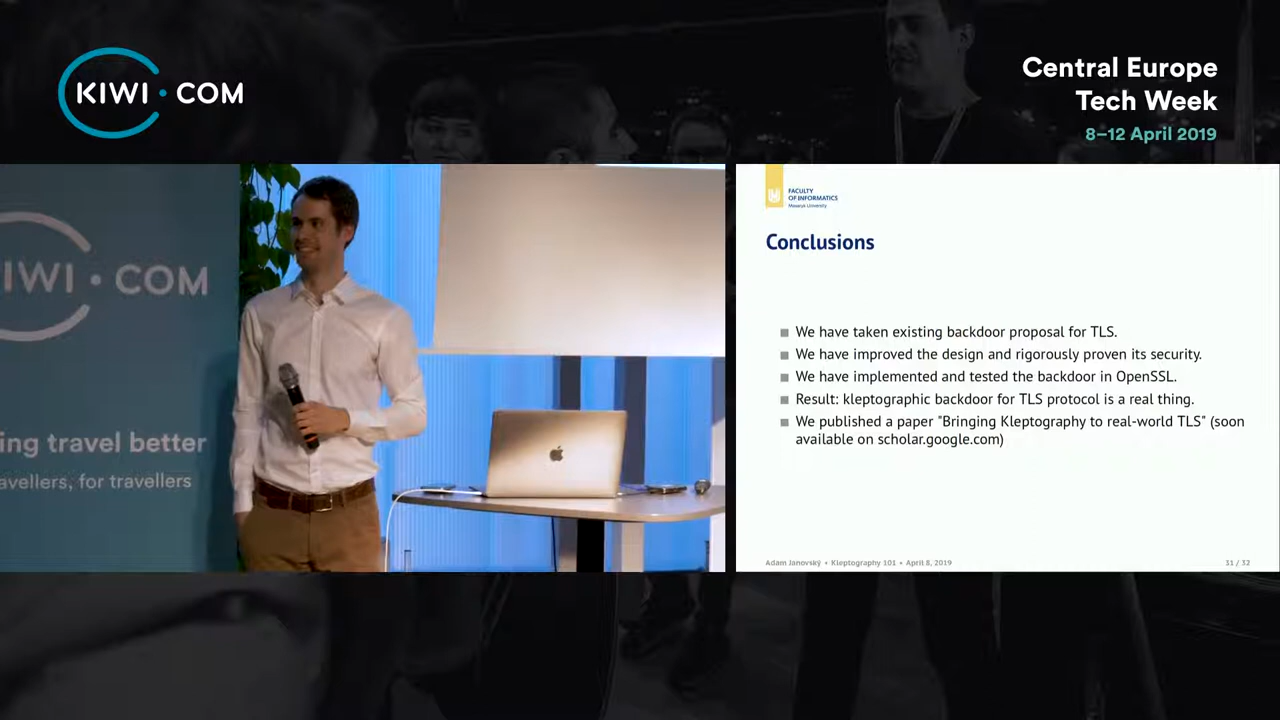 KIWI.COM
Central Europe
Tech Week
8–12 April 2019
IWI.COM
ing travel better
avellers, for travellers
FACULTY
OF INFORMATICS
Masaryk University
Conclusions
We have taken existing backdoor proposal for TLS.
We have improved the design and rigorously proven its security.
We have implemented and tested the backdoor in OpenSSL.
Result: kleptographic backdoor for TLS protocol is a real thing.
We published a paper "Bringing Kleptography to real-world TLS" (soon
available on scholar.google.com)
Adam Janovský • Kleptography 101 • April 8, 2019
31 / 32